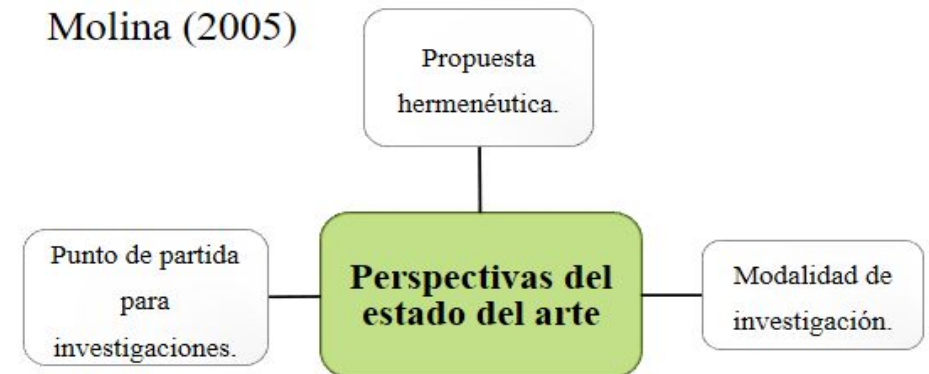 Molina (2005)
Propuesta
hermenéutica.
Punto de partida
para
investigaciones.
Perspectivas del
estado del arte
Modalidad de
investigación.